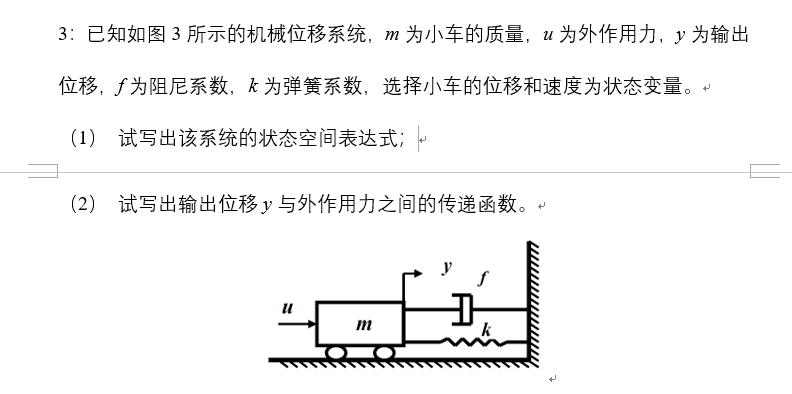 3：已知如图 3 所示的机械位移系统，m 为小车的质量，u 为外作用力，y 为输出
位移，f 为阻尼系数，k 为弹簧系数，选择小车的位移和速度为状态变量。
（1） 试写出该系统的状态空间表达式；
（2） 试写出输出位移 y 与外作用力之间的传递函数。
y
f
u
m
k